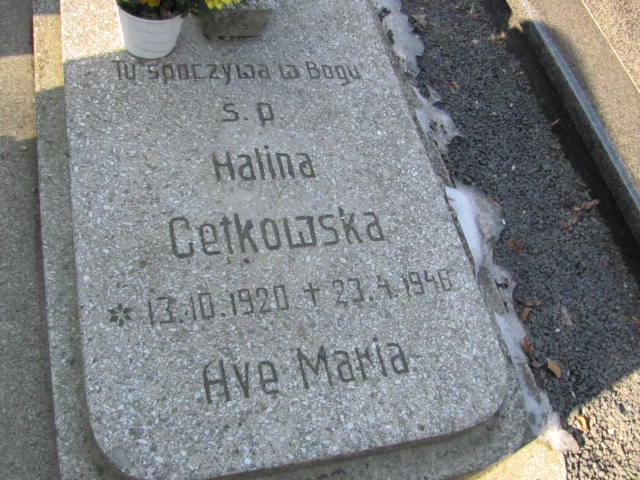 Tu spoczywa w Bogu
Ś. P.
Halina
Cetkowska
* 13.10.1920 + 23.4.1946
Ave Maria